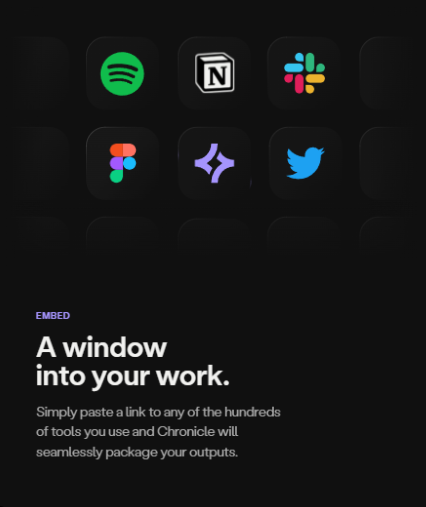 N
EMBED
A window
into your work.
Simply paste a link to any of the hundreds
of tools you use and Chronicle will
seamlessly package your outputs.